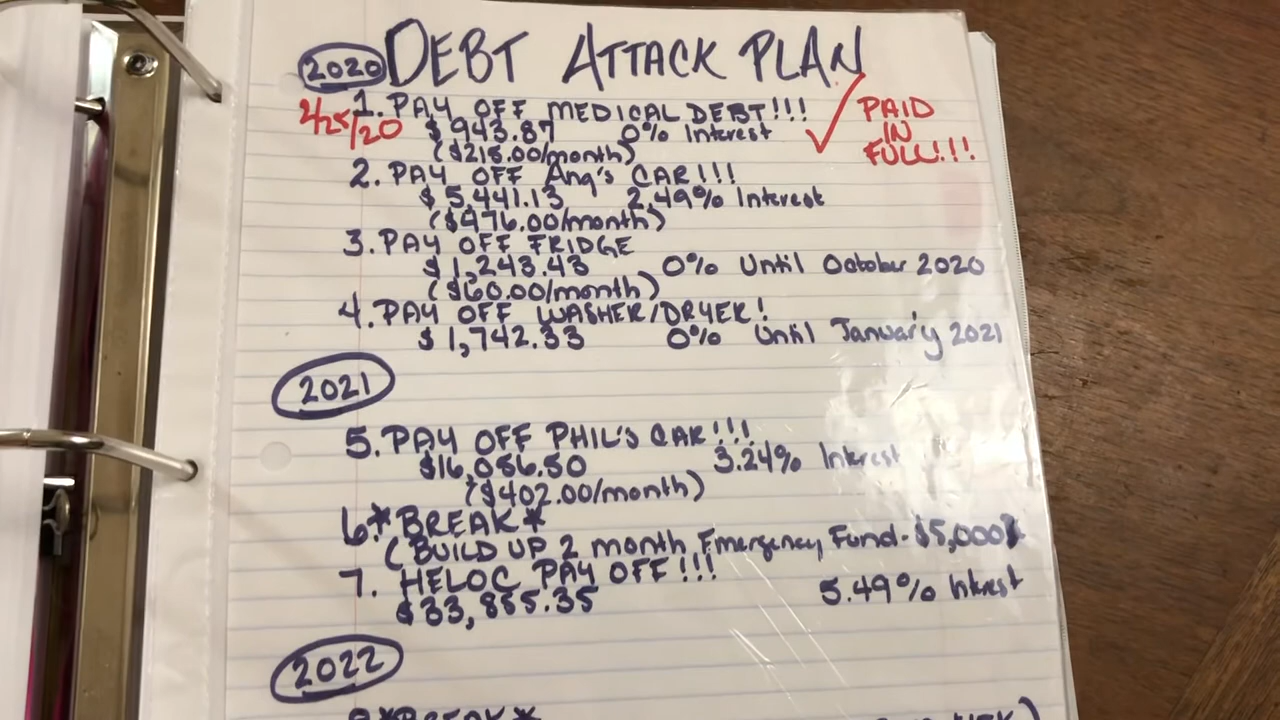 2020 DEBT ATTACK PLAN
2/25/20 1. PAY OFF MEDICAL DEBT!!! PAID IN FULL!!!
$943.87 0% Interest
($218.00/month)
2. PAY OFF Ang's CAR!!!
$5,441.13 2.49% Interest
($476.00/month)
3. PAY OFF FRIDGE
$1,243.43 0% Until October 2020
($60.00/month)
4. PAY OFF WASHER/DRYER!
$1,742.33 0% Until January 2021
2021
5. PAY OFF PHIL'S CAR!!!
$16,056.50 3.24% Interest
($402.00/month)
6.*BREAK*
(BUILD UP 2 month Emergency Fund - $5,000)
7. HELOC PAY OFF!!!
$33,855.35 5.49% Interest
2022
*BREAK*